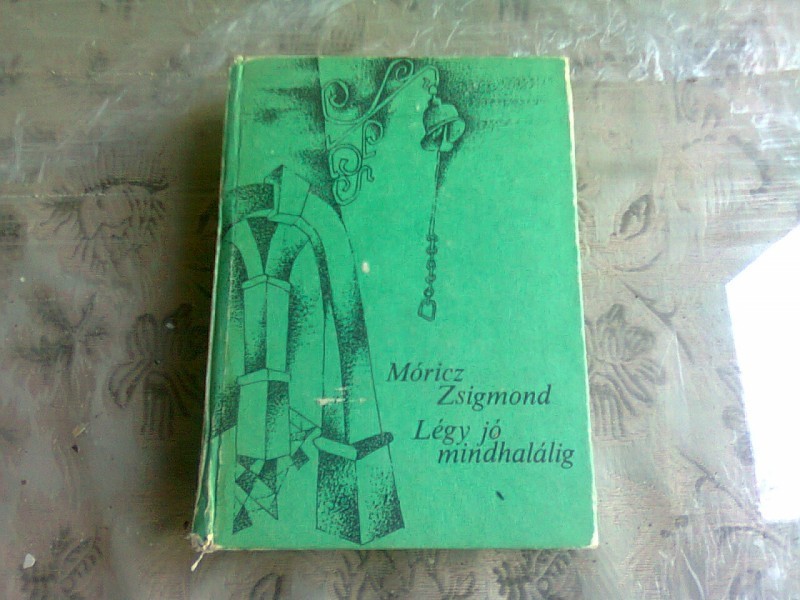 Móricz
Zsigmond
Légy jó
mindhalálig